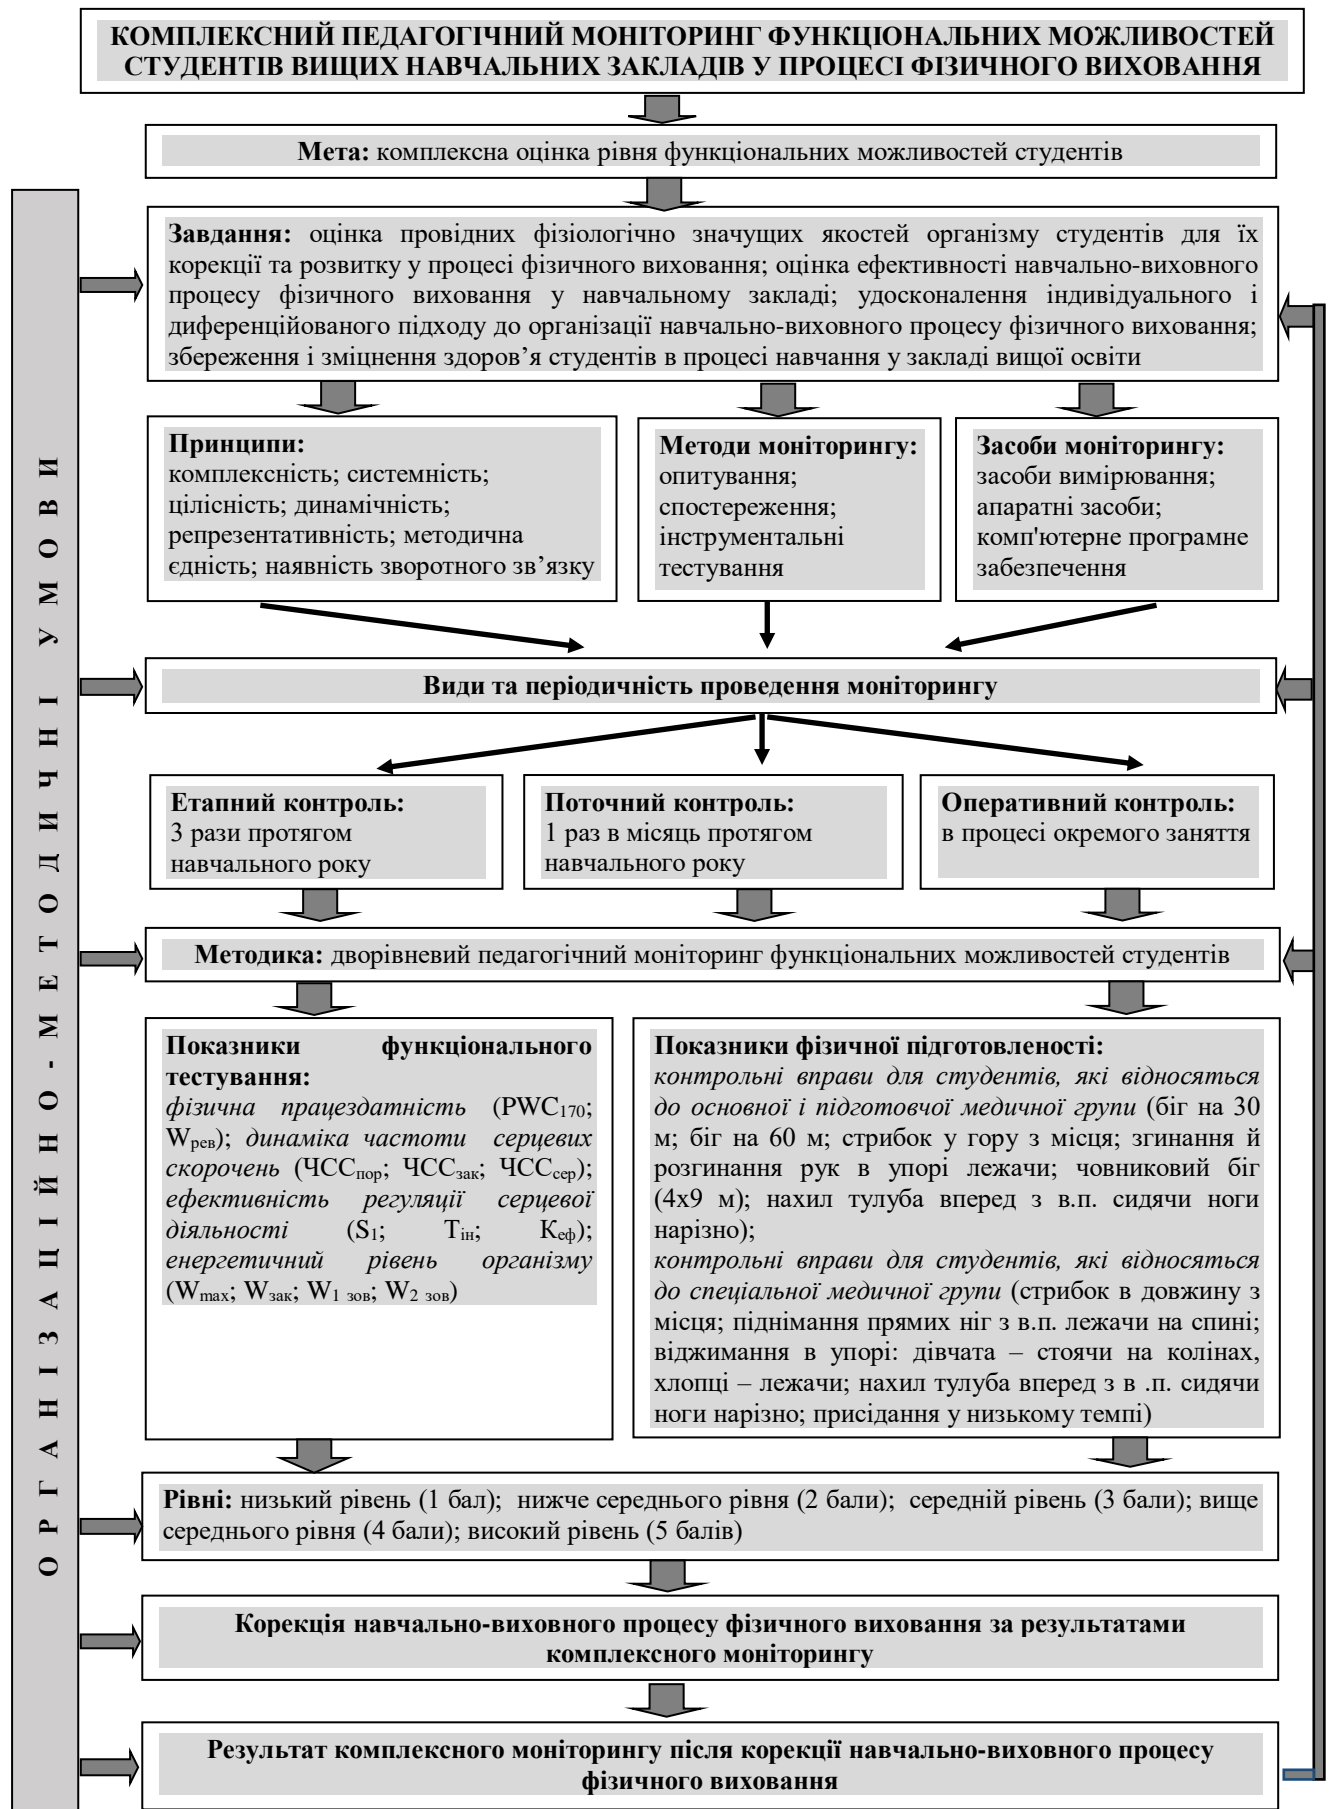 КОМПЛЕКСНИЙ ПЕДАГОГІЧНИЙ МОНІТОРИНГ ФУНКЦІОНАЛЬНИХ МОЖЛИВОСТЕЙ
СТУДЕНТІВ ВИЩИХ НАВЧАЛЬНИХ ЗАКЛАДІВ У ПРОЦЕСІ ФІЗИЧНОГО ВИХОВАННЯ
Мета: комплексна оцінка рівня функціональних можливостей студентів
ОРГАНІЗАЦІЙНО-МЕТОДИЧНІ УМОВИ
Завдання: оцінка провідних фізіологічно значущих якостей організму студентів для їх
корекції та розвитку у процесі фізичного виховання; оцінка ефективності навчально-виховного
процесу фізичного виховання у навчальному закладі; удосконалення індивідуального і
диференційованого підходу до організації навчально-виховного процесу фізичного виховання;
збереження і зміцнення здоров’я студентів в процесі навчання у закладі вищої освіти
Принципи:
комплексність; системність;
цілісність; динамічність;
репрезентативність; методична
єдність; наявність зворотного зв’язку
Методи моніторингу:
опитування;
спостереження;
інструментальні
тестування
Засоби моніторингу:
засоби вимірювання;
апаратні засоби;
комп'ютерне програмне
забезпечення
Види та періодичність проведення моніторингу
Етапний контроль:
3 рази протягом
навчального року
Поточний контроль:
1 раз в місяць протягом
навчального року
Оперативний контроль:
в процесі окремого заняття
Методика: дворівневий педагогічний моніторинг функціональних можливостей студентів
Показники функціонального
тестування:
фізична працездатність (PWC₁₇₀;
Wрев); динаміка частоти серцевих
скорочень (ЧССпор; ЧССзак; ЧССсер);
ефективність регуляції серцевої
діяльності (S₁; Tін; Kеф);
енергетичний рівень організму
(Wmax; Wзак; W1 зов; W2 зов)
Показники фізичної підготовленості:
контрольні вправи для студентів, які відносяться
до основної і підготовчої медичної групи (біг на 30
м; біг на 60 м; стрибок у гору з місця; згинання й
розгинання рук в упорі лежачи; човниковий біг
(4х9 м); нахил тулуба вперед з в.п. сидячи ноги
нарізно);
контрольні вправи для студентів, які відносяться
до спеціальної медичної групи (стрибок в довжину з
місця; піднімання прямих ніг з в.п. лежачи на спині;
віджимання в упорі: дівчата – стоячи на колінах,
хлопці – лежачи; нахил тулуба вперед з в .п. сидячи
ноги нарізно; присідання у низькому темпі)
Рівні: низький рівень (1 бал); нижче середнього рівня (2 бали); середній рівень (3 бали); вище
середнього рівня (4 бали); високий рівень (5 балів)
Корекція навчально-виховного процесу фізичного виховання за результатами
комплексного моніторингу
Результат комплексного моніторингу після корекції навчально-виховного процесу
фізичного виховання